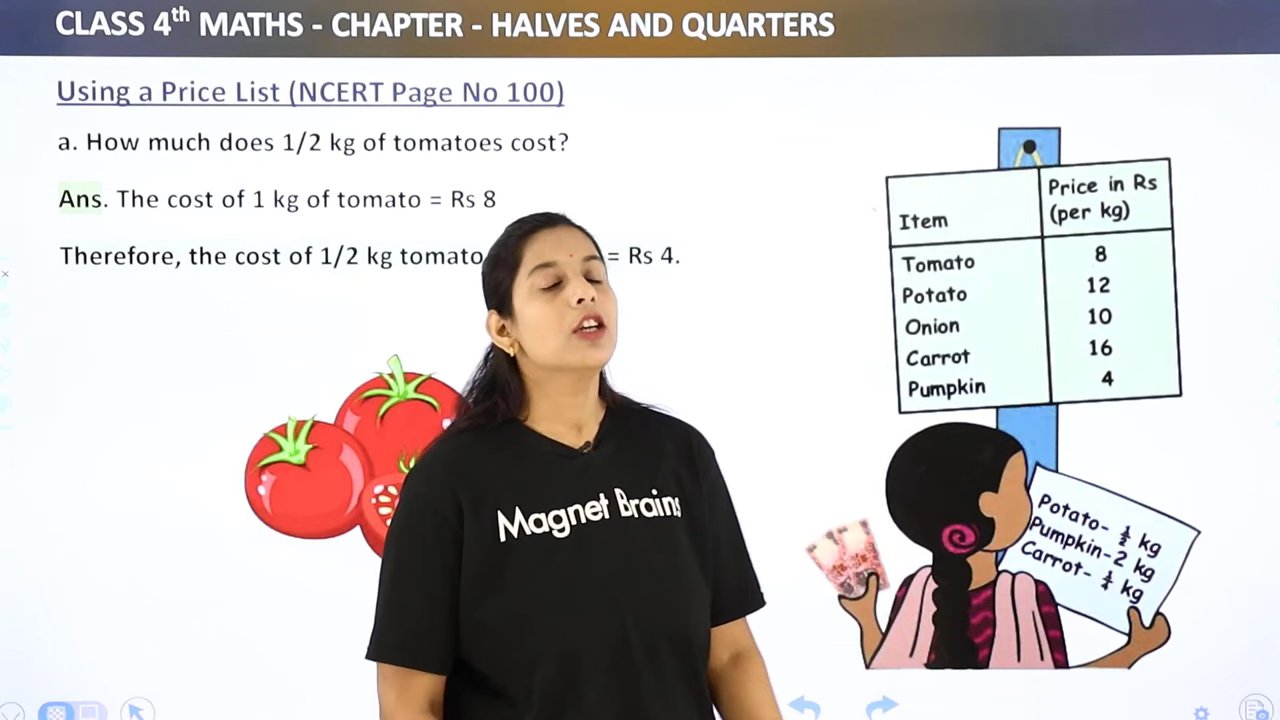 CLASS 4th MATHS - CHAPTER - HALVES AND QUARTERS
Using a Price List (NCERT Page No 100)
a. How much does 1/2 kg of tomatoes cost?
Ans. The cost of 1 kg of tomato = Rs 8
Therefore, the cost of 1/2 kg tomato = Rs 4.
Item Price in Rs (per kg)
Tomato 8
Potato 12
Onion 10
Carrot 16
Pumpkin 4
Magnet Brains
Potato- 1/2 kg
Pumpkin-2 kg
Carrot- 1/4 kg